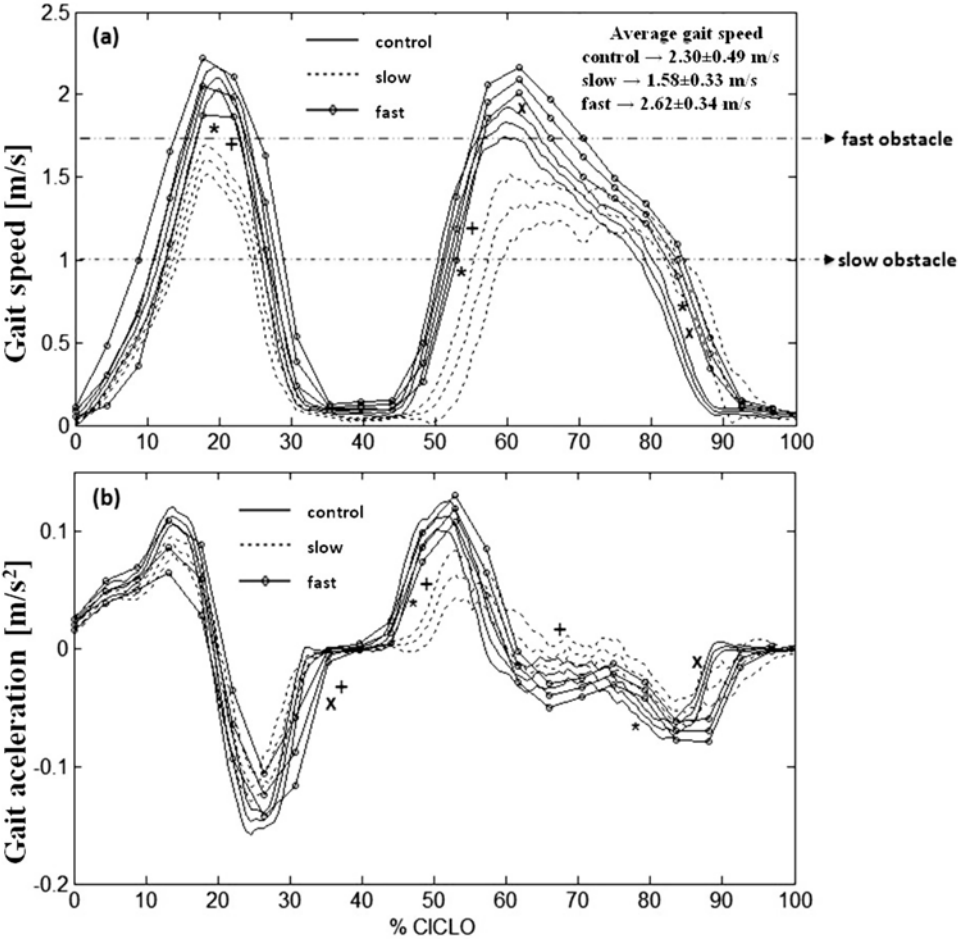 2.5
(a)
control
slow
fast
Average gait speed
control → 2.30±0.49 m/s
slow → 1.58±0.33 m/s
fast → 2.62±0.34 m/s
2
x
*
+
fast obstacle
1.5
Gait speed [m/s]
+
*
1
slow obstacle
*
x
0.5
0
0 10 20 30 40 50 60 70 80 90 100
(b)
control
slow
fast
0.1
Gait aceleration [m/s²]
+
*
+
0
x
+
x
*
-0.1
-0.2
0 10 20 30 40 50 60 70 80 90 100
% CICLO